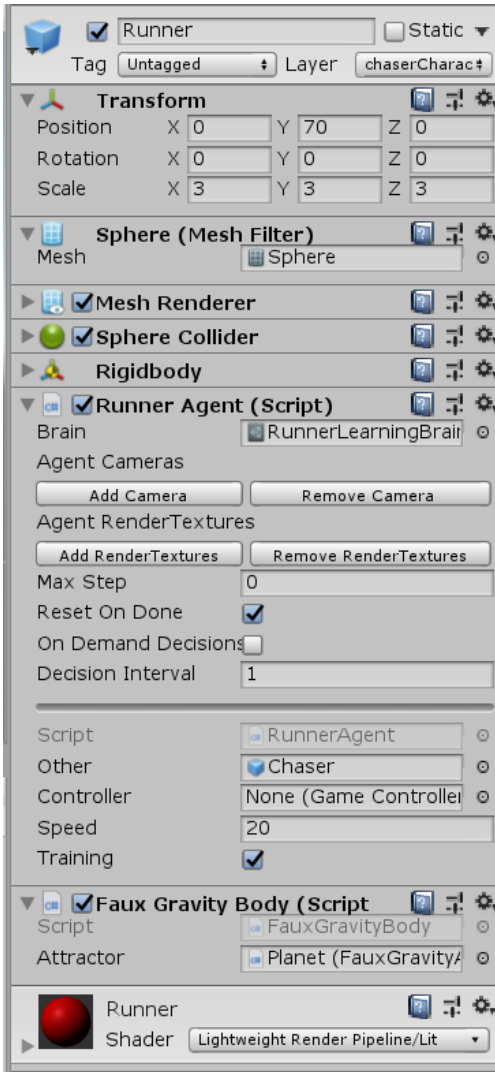 Runner Static
Tag Untagged Layer chaserCharac
Transform
Position X 0 Y 70 Z 0
Rotation X 0 Y 0 Z 0
Scale X 3 Y 3 Z 3
Sphere (Mesh Filter)
Mesh Sphere
Mesh Renderer
Sphere Collider
Rigidbody
Runner Agent (Script)
Brain RunnerLearningBrain
Agent Cameras
Add Camera Remove Camera
Agent RenderTextures
Add RenderTextures Remove RenderTextures
Max Step 0
Reset On Done
On Demand Decisions
Decision Interval 1
Script RunnerAgent
Other Chaser
Controller None (Game Controller
Speed 20
Training
Faux Gravity Body (Script
Script FauxGravityBody
Attractor Planet (FauxGravityA
Runner
Shader Lightweight Render Pipeline/Lit